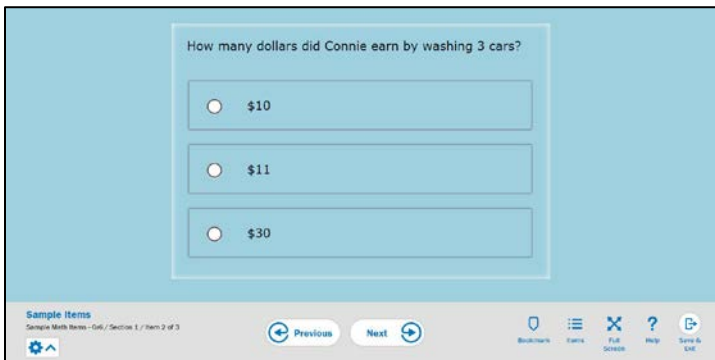 How many dollars did Connie earn by washing 3 cars?
$10
$11
$30
Sample Items
Sample Math Items - Gr6 / Section 1 / Item 2 of 3
Previous Next
Bookmark Items Full Screen Help Save & Exit